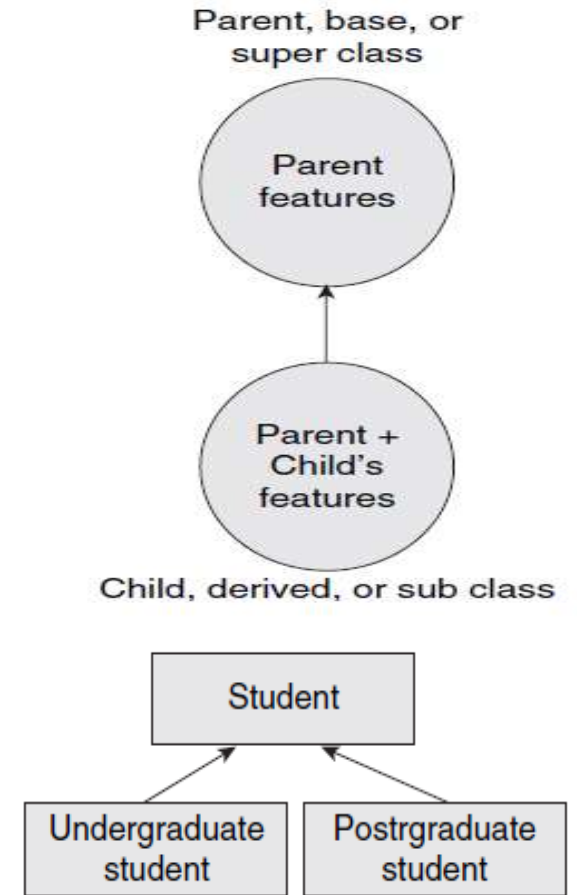 Parent, base, or
super class
Parent
features
Parent +
Child's
features
Child, derived, or sub class
Student
Undergraduate
student
Postrgraduate
student